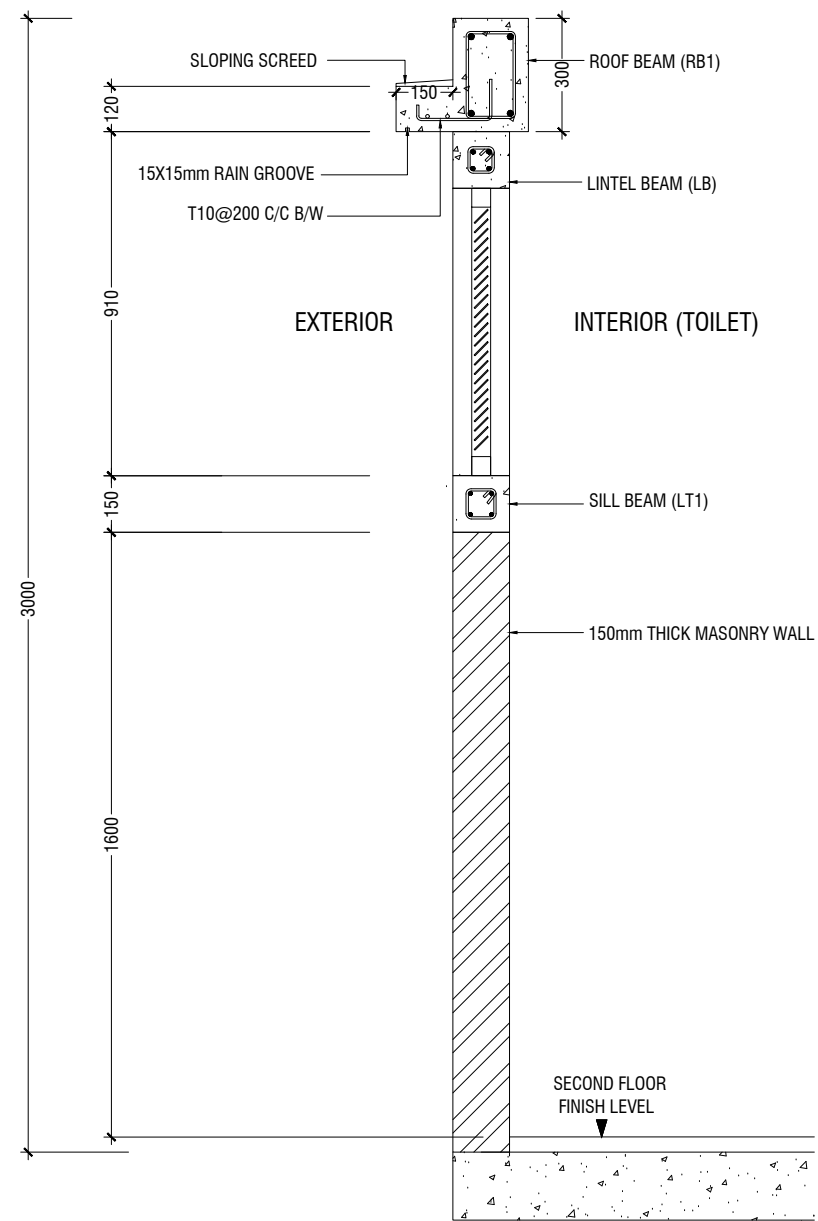 SLOPING SCREED
ROOF BEAM (RB1)
300
150
120
15X15mm RAIN GROOVE
LINTEL BEAM (LB)
T10@200 C/C B/W
910
EXTERIOR
INTERIOR (TOILET)
150
SILL BEAM (LT1)
3000
150mm THICK MASONRY WALL
1600
SECOND FLOOR
FINISH LEVEL